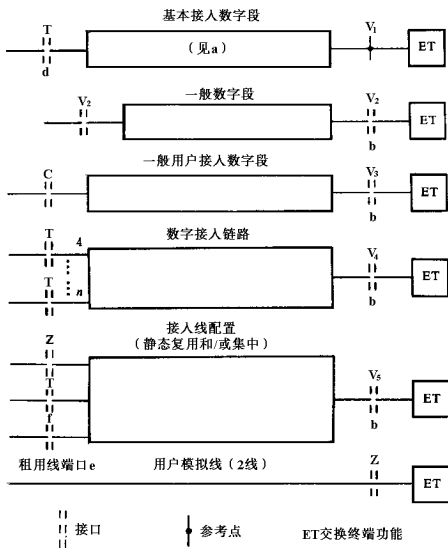 基本接入数字段
T V₁
（见a） ET
d
一般数字段
V₂ V₂
ET
b
一般用户接入数字段
C V₃
ET
b
数字接入链路
T 4 V₄
ET
T n b
接入线配置
（静态复用和/或集中）
Z
T V₅
ET
f b
租用线端口e 用户模拟线（2线） Z
ET
接口 参考点 ET交换终端功能